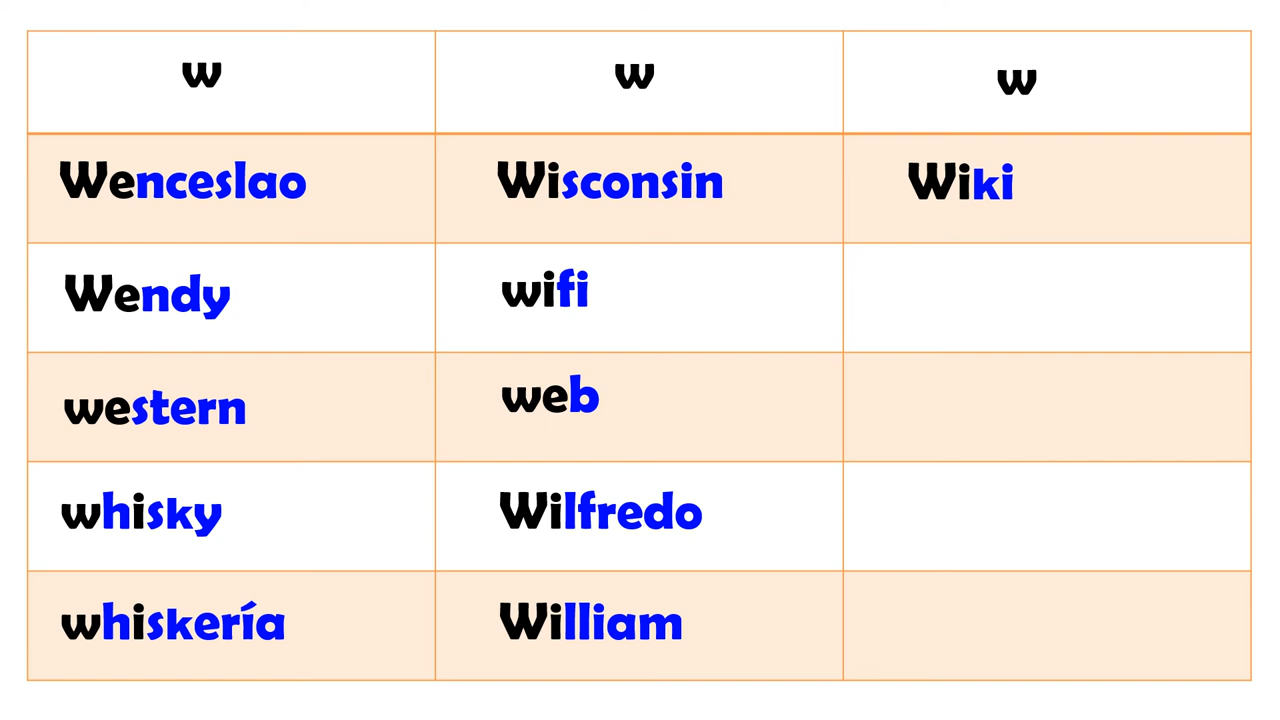 w w w
Wenceslao Wisconsin Wiki
Wendy wifi
western web
whisky Wilfredo
whiskería William